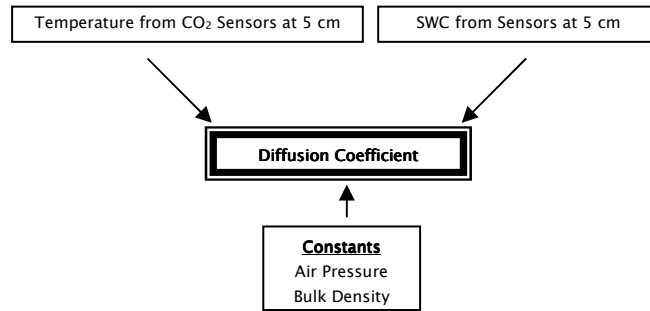 Temperature from CO₂ Sensors at 5 cm
SWC from Sensors at 5 cm
Diffusion Coefficient
Constants
Air Pressure
Bulk Density